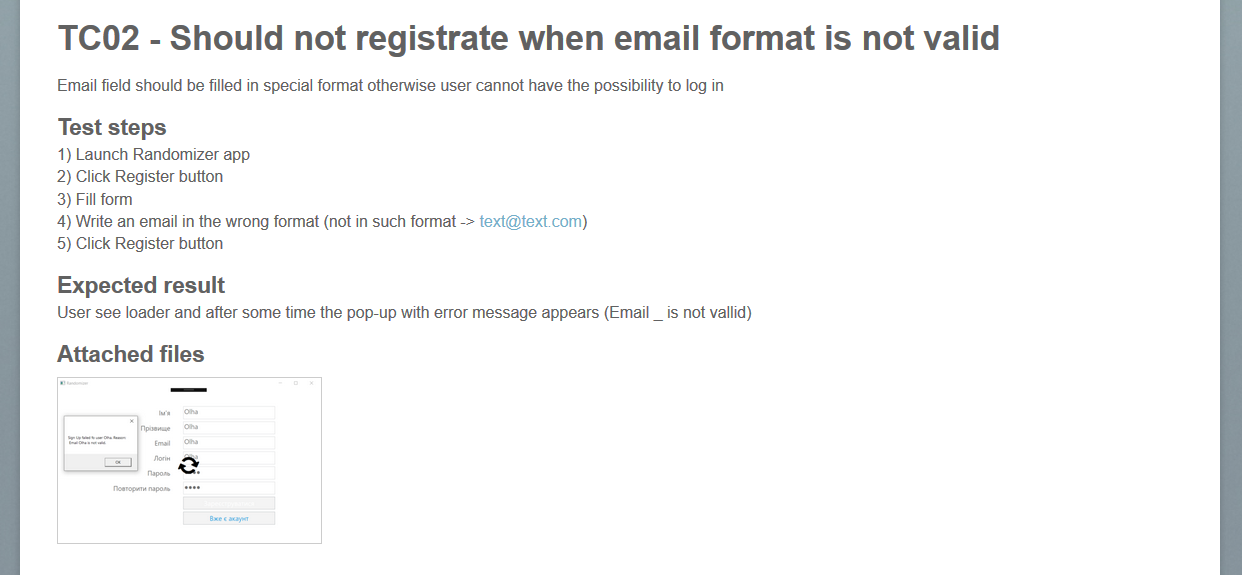 TC02 - Should not registrate when email format is not valid
Email field should be filled in special format otherwise user cannot have the possibility to log in
Test steps
1) Launch Randomizer app
2) Click Register button
3) Fill form
4) Write an email in the wrong format (not in such format -> text@text.com)
5) Click Register button
Expected result
User see loader and after some time the pop-up with error message appears (Email _ is not vallid)
Attached files
Randomizer
Ім'я Olha
Прізвище Olha
Email Olha
Логін Olha
Пароль
Повторити пароль
Вже є акаунт
Sign Up failed fo user Olha. Reason:
Email Olha is not valid.
OK